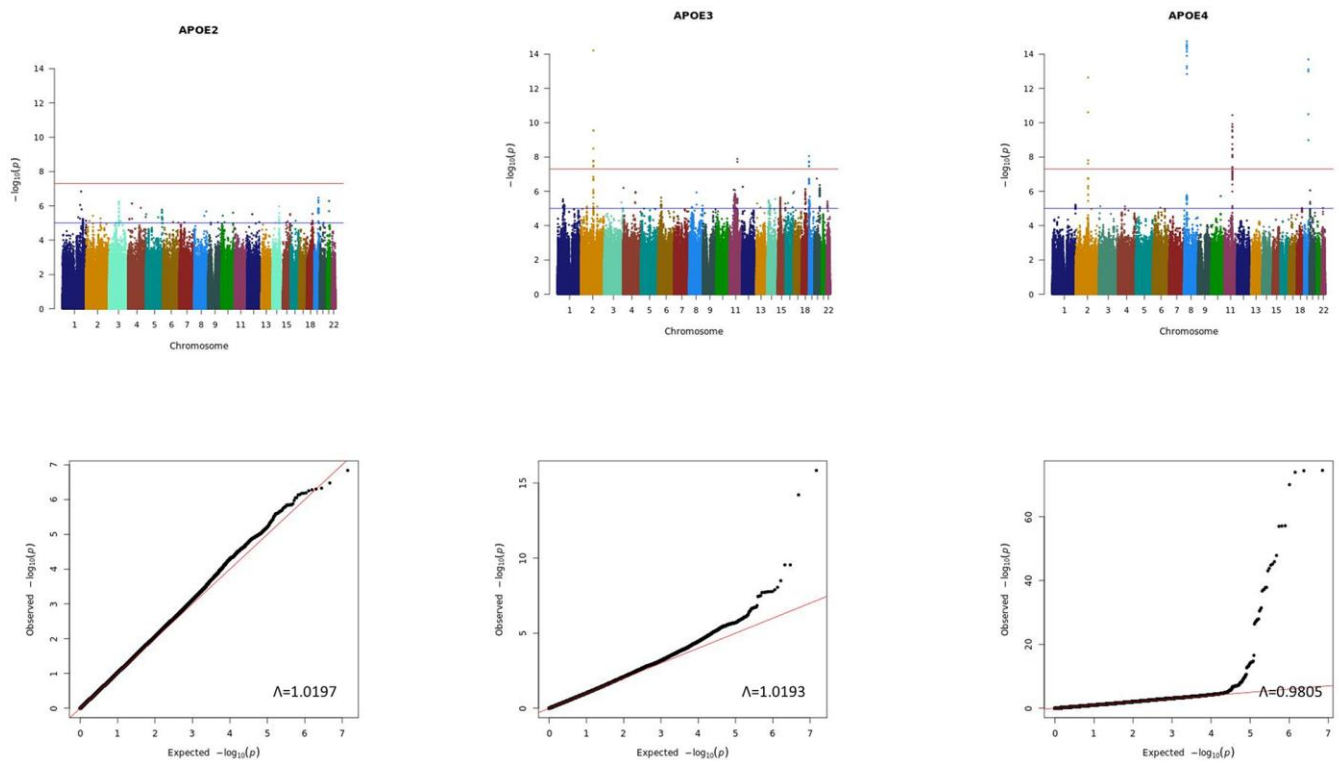 APOE2
APOE3
APOE4
−log10(p)
14
12
10
8
6
4
2
0
1 2 3 4 5 6 7 8 9 11 13 15 18 22
Chromosome
−log10(p)
14
12
10
8
6
4
2
0
1 2 3 4 5 6 7 8 9 11 13 15 18 22
Chromosome
−log10(p)
14
12
10
8
6
4
2
0
1 2 3 4 5 6 7 8 9 11 13 15 18 22
Chromosome
Observed −log10(p)
7
6
5
4
3
2
1
0
Λ=1.0197
0 1 2 3 4 5 6 7
Expected −log10(p)
Observed −log10(p)
15
10
5
0
Λ=1.0193
0 1 2 3 4 5 6 7
Expected −log10(p)
Observed −log10(p)
60
40
20
0
Λ=0.9805
0 1 2 3 4 5 6 7
Expected −log10(p)